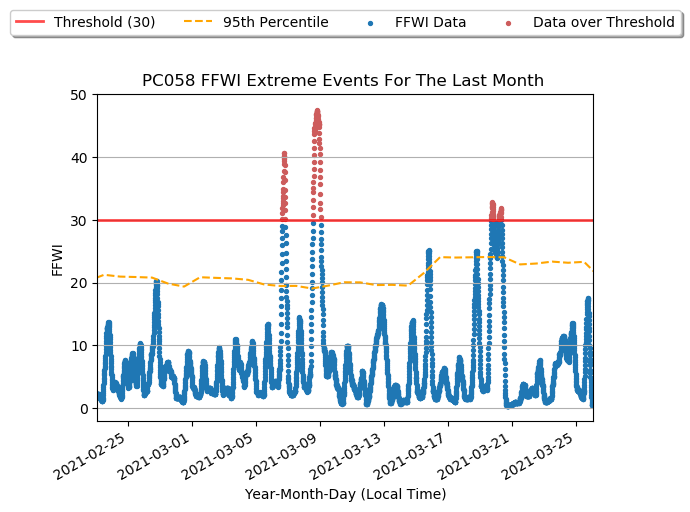 Threshold (30) 95th Percentile FFWI Data Data over Threshold
PC058 FFWI Extreme Events For The Last Month
50
40
30
20
10
0
FFWI
2021-02-25 2021-03-01 2021-03-05 2021-03-09 2021-03-13 2021-03-17 2021-03-21 2021-03-25
Year-Month-Day (Local Time)